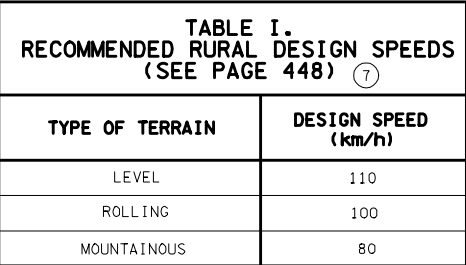 TABLE I.
RECOMMENDED RURAL DESIGN SPEEDS
(SEE PAGE 448) 7
TYPE OF TERRAIN DESIGN SPEED
(km/h)
LEVEL 110
ROLLING 100
MOUNTAINOUS 80